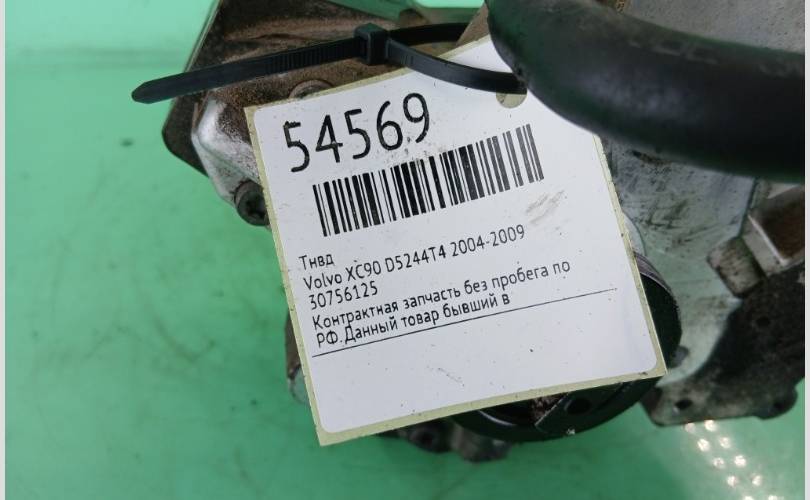 54569
Тнвд
Volvo XC90 D5244T4 2004-2009
30756125
Контрактная запчасть без пробега по
РФ.Данный товар бывший в